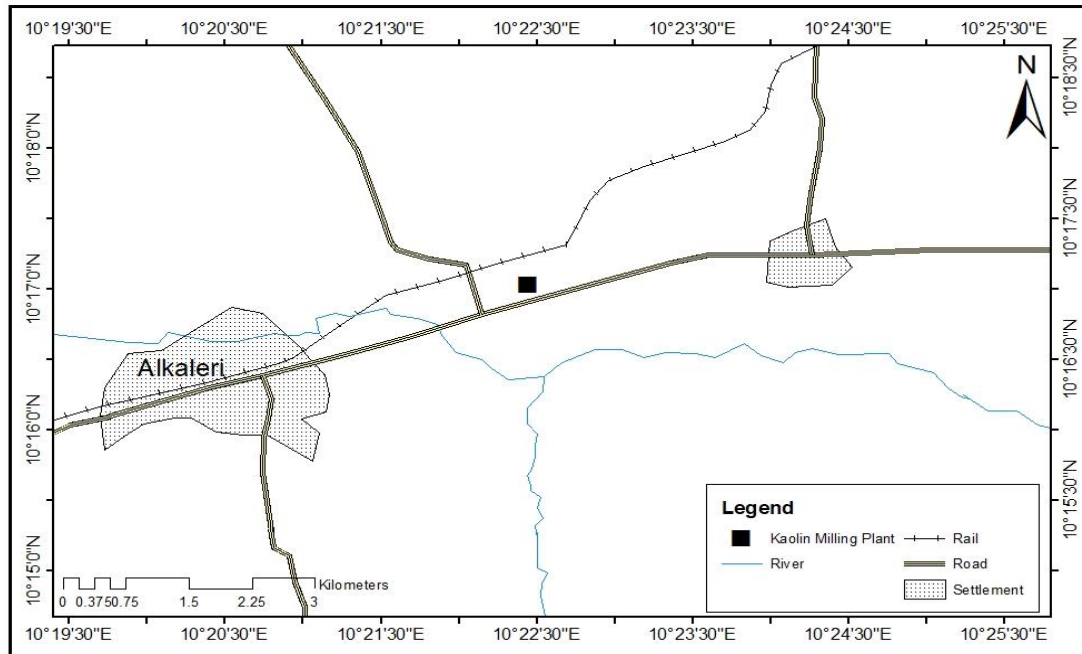 10°19'30"E 10°20'30"E 10°21'30"E 10°22'30"E 10°23'30"E 10°24'30"E 10°25'30"E
N
10°18'30"N
10°18'0"N
10°17'30"N
10°17'0"N
10°16'30"N
Alkaleri
10°16'0"N
10°15'30"N
Legend
Kaolin Milling Plant Rail
River Road
Settlement
10°15'0"N
Kilometers
0 0.3750.75 1.5 2.25 3
10°19'30"E 10°20'30"E 10°21'30"E 10°22'30"E 10°23'30"E 10°24'30"E 10°25'30"E